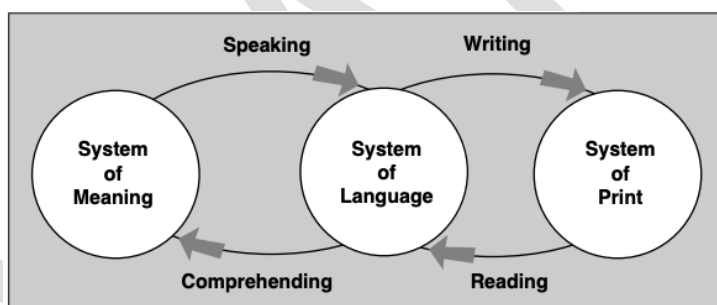 Speaking
Writing
System
of
Meaning
System
of
Language
System
of
Print
Comprehending
Reading